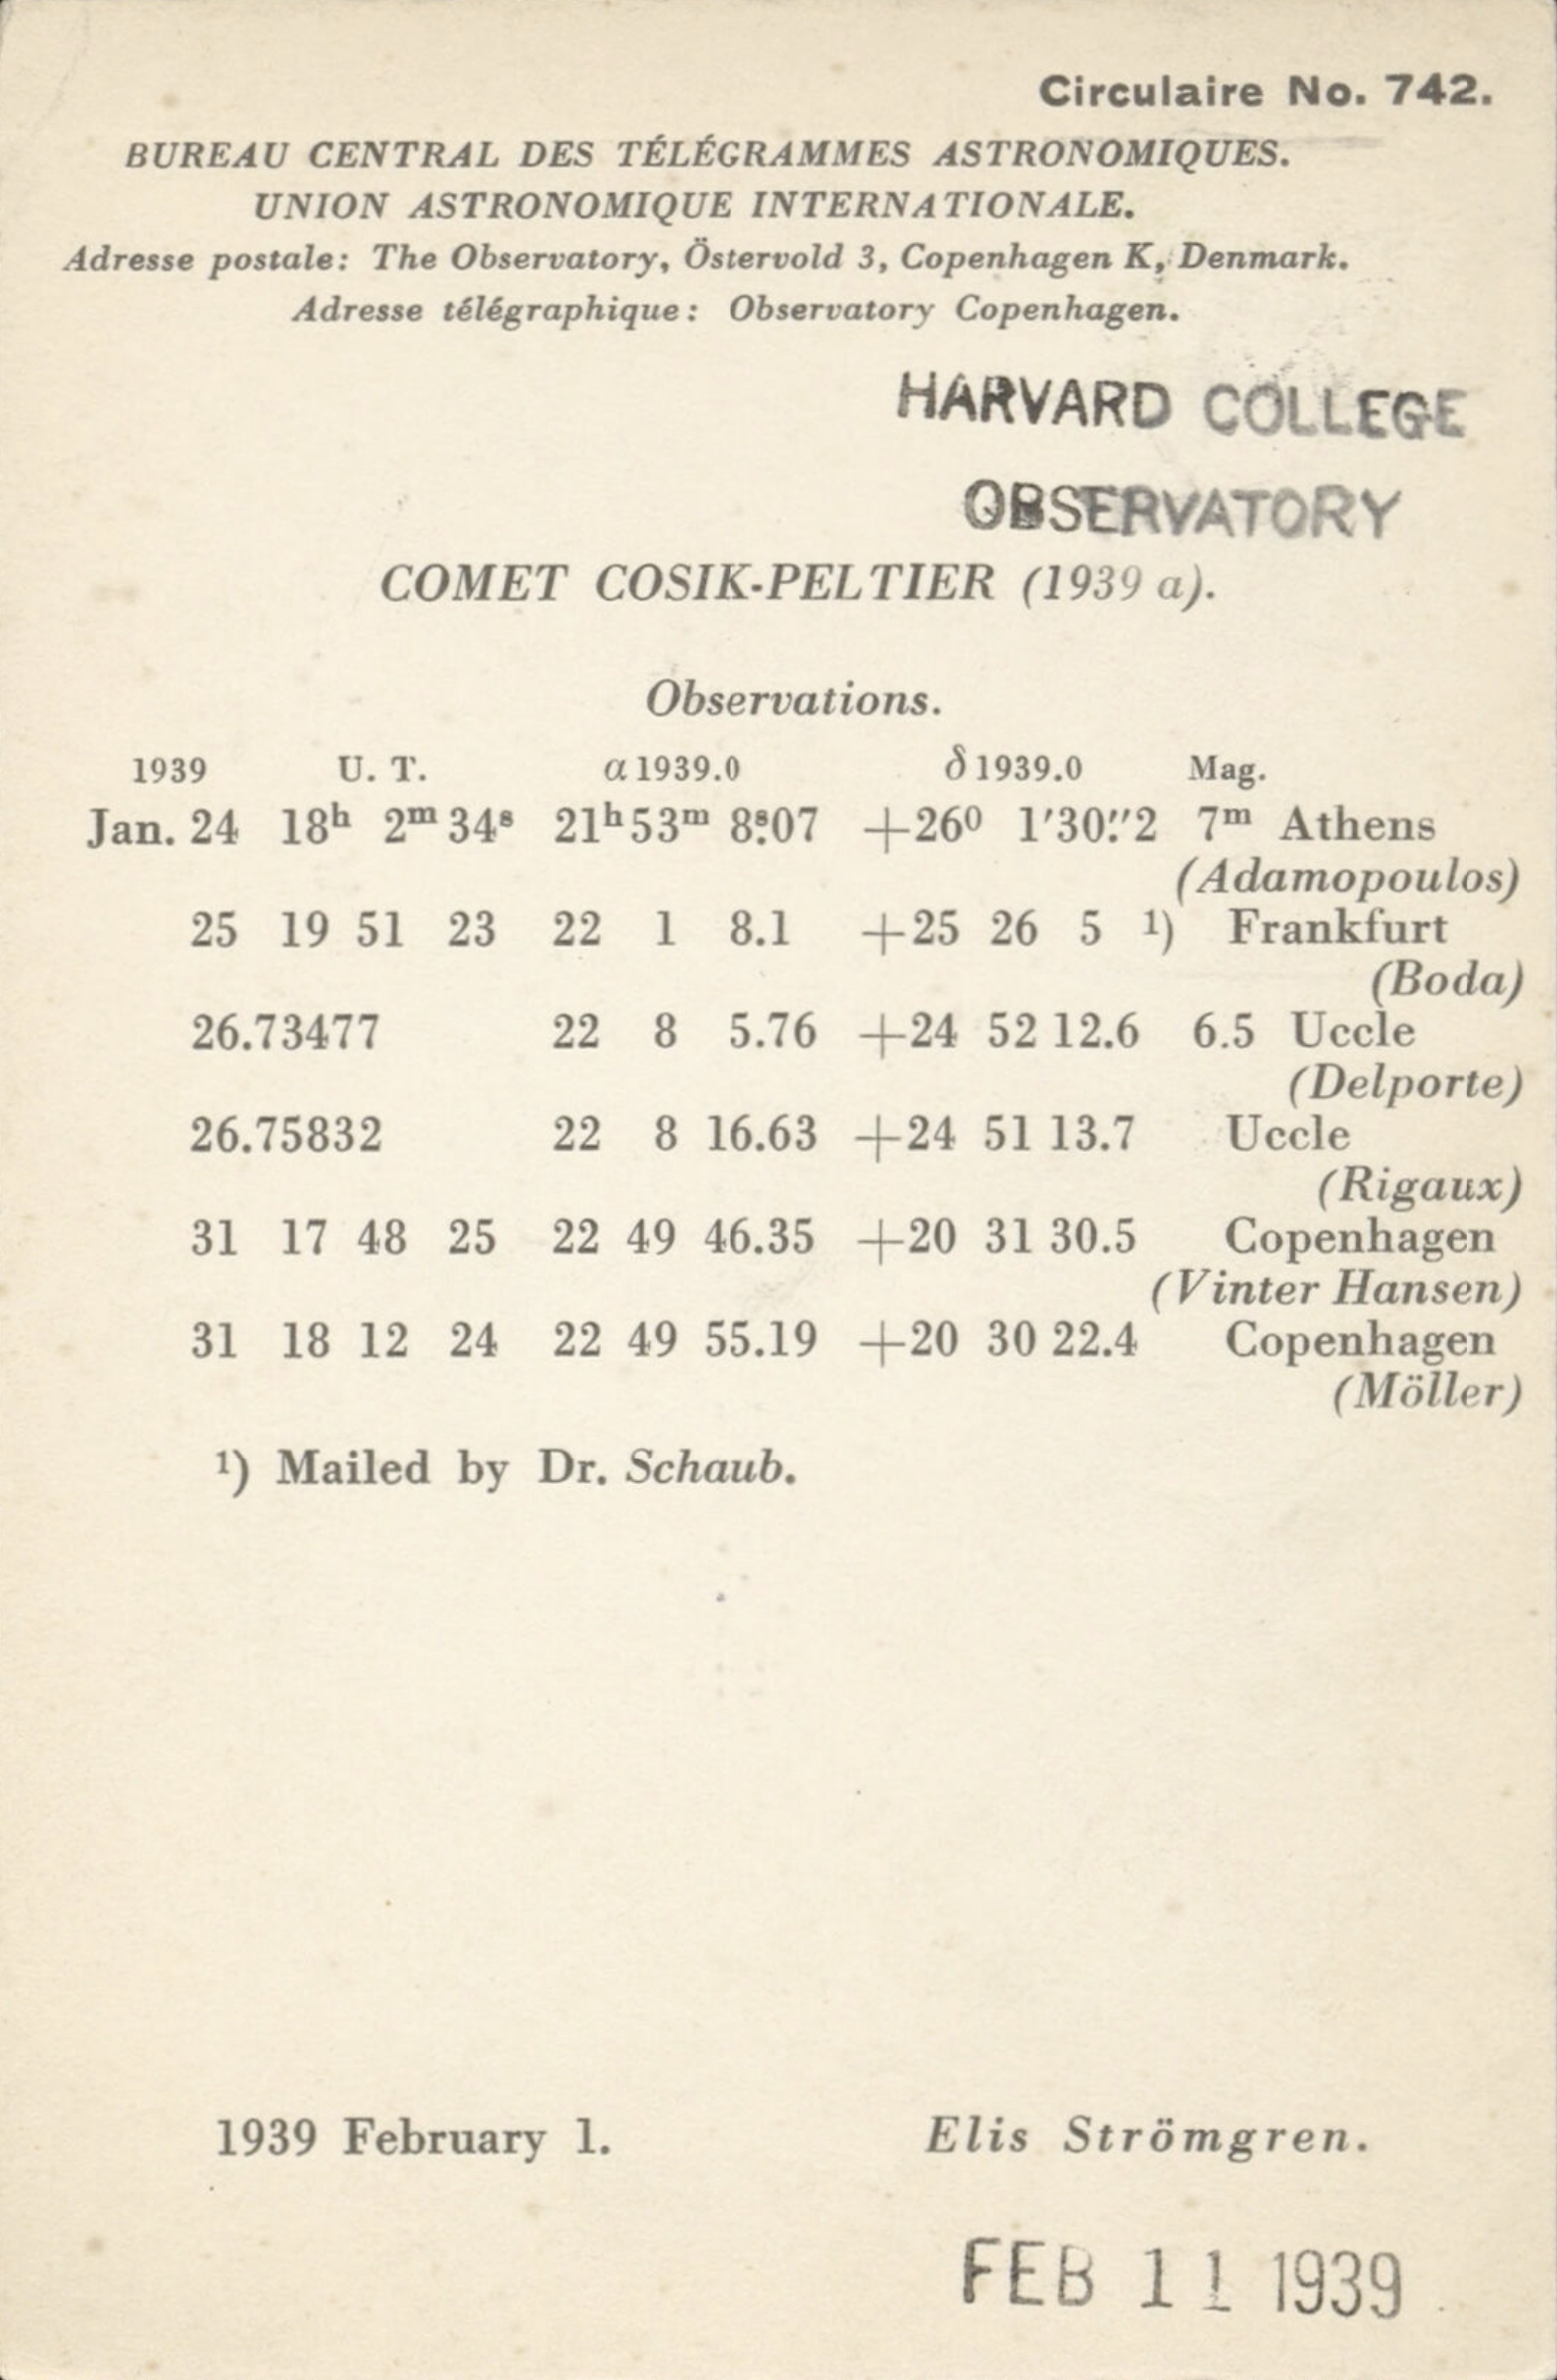 Circulaire No. 742.
BUREAU CENTRAL DES TÉLÉGRAMMES ASTRONOMIQUES.
UNION ASTRONOMIQUE INTERNATIONALE.
Adresse postale: The Observatory, Östervold 3, Copenhagen K, Denmark.
Adresse télégraphique: Observatory Copenhagen.
HARVARD COLLEGE
OBSERVATORY
COMET COSIK-PELTIER (1939 a).
Observations.
1939 U. T. α 1939.0 δ 1939.0 Mag.
Jan. 24 18ʰ 2ᵐ 34ˢ 21ʰ 53ᵐ 8ˢ.07 +26⁰ 1′30″.2 7ᵐ Athens
(Adamopoulos)
25 19 51 23 22 1 8.1 +25 26 5 ¹) Frankfurt
(Boda)
26.73477 22 8 5.76 +24 52 12.6 6.5 Uccle
(Delporte)
26.75832 22 8 16.63 +24 51 13.7 Uccle
(Rigaux)
31 17 48 25 22 49 46.35 +20 31 30.5 Copenhagen
(Vinter Hansen)
31 18 12 24 22 49 55.19 +20 30 22.4 Copenhagen
(Möller)
¹) Mailed by Dr. Schaub.
1939 February 1. Elis Strömgren.
FEB 11 1939